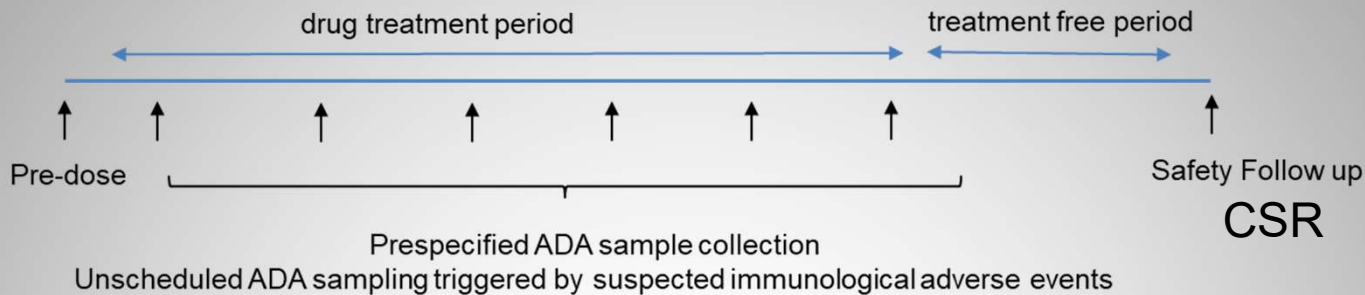 drug treatment period
treatment free period
Pre-dose
Safety Follow up
CSR
Prespecified ADA sample collection
Unscheduled ADA sampling triggered by suspected immunological adverse events